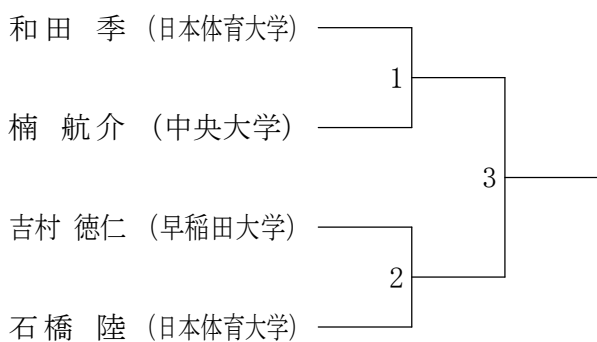 和田 季 (日本体育大学)
1
楠 航介 (中央大学)
3
吉村 徳仁 (早稲田大学)
2
石橋 陸 (日本体育大学)